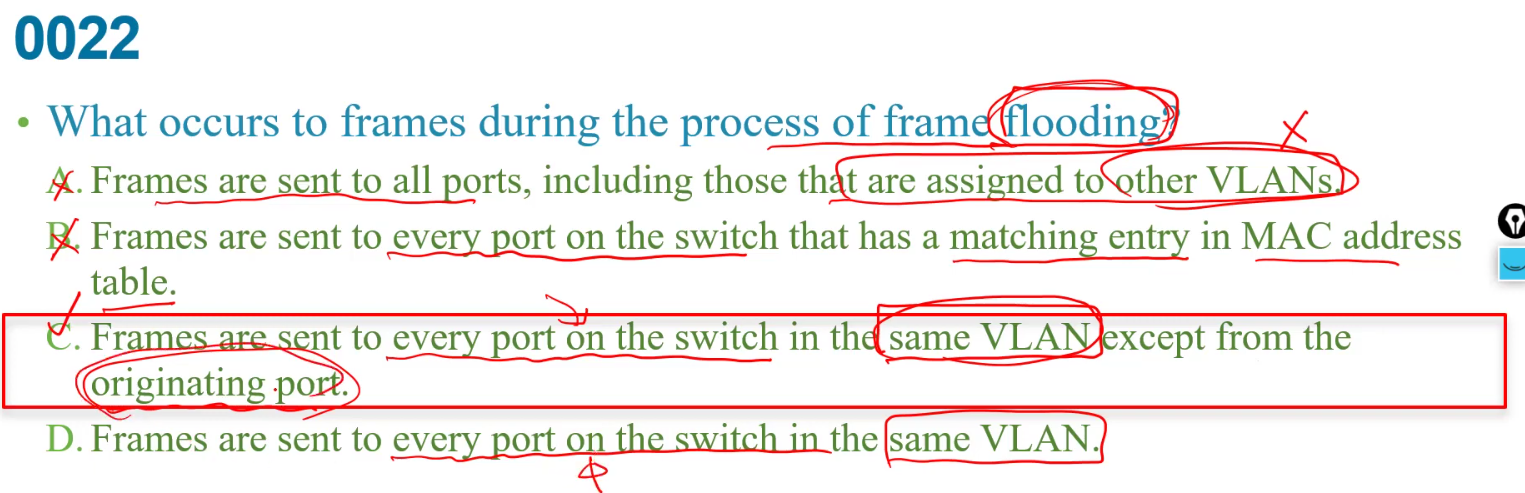 0022
• What occurs to frames during the process of frame flooding?
A. Frames are sent to all ports, including those that are assigned to other VLANs.
B. Frames are sent to every port on the switch that has a matching entry in MAC address
table.
C. Frames are sent to every port on the switch in the same VLAN except from the
originating port.
D. Frames are sent to every port on the switch in the same VLAN.